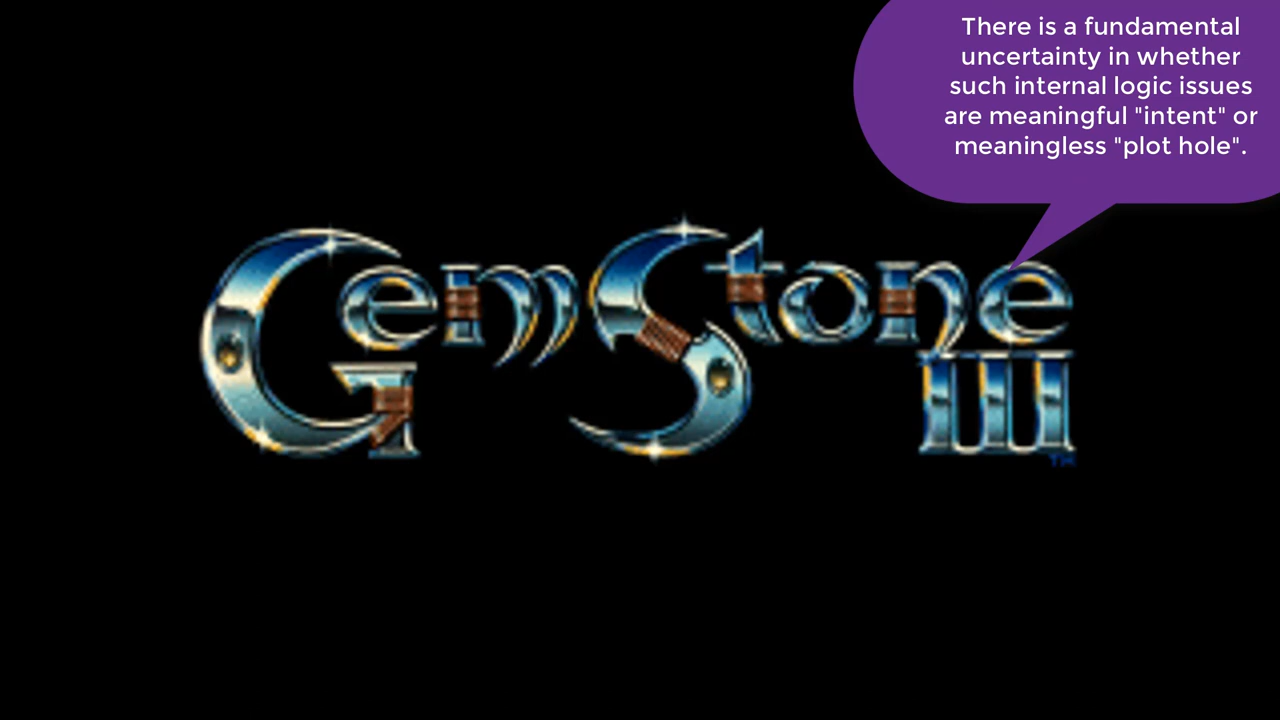 There is a fundamental
uncertainty in whether
such internal logic issues
are meaningful "intent" or
meaningless "plot hole".
GemStone
III
TM